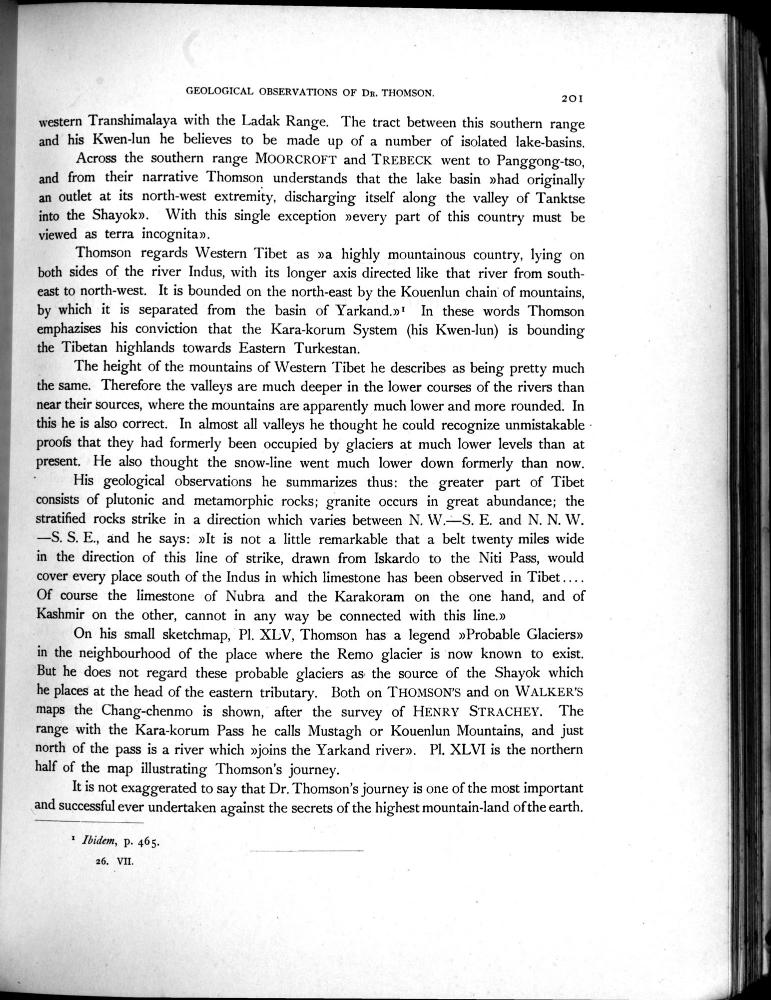 GEOLOGICAL OBSERVATIONS OF DR. THOMSON.
201
western Transhimalaya with the Ladak Range. The tract between this southern range
and his Kwen-lun he believes to be made up of a number of isolated lake-basins.
Across the southern range MOORCROFT and TREBECK went to Panggong-tso,
and from their narrative Thomson understands that the lake basin »had originally
an outlet at its north-west extremity, discharging itself along the valley of Tanktse
into the Shayok». With this single exception »every part of this country must be
viewed as terra incognita».
Thomson regards Western Tibet as »a highly mountainous country, lying on
both sides of the river Indus, with its longer axis directed like that river from south-
east to north-west. It is bounded on the north-east by the Kouenlun chain of mountains,
by which it is separated from the basin of Yarkand.»¹ In these words Thomson
emphazises his conviction that the Kara-korum System (his Kwen-lun) is bounding
the Tibetan highlands towards Eastern Turkestan.
The height of the mountains of Western Tibet he describes as being pretty much
the same. Therefore the valleys are much deeper in the lower courses of the rivers than
near their sources, where the mountains are apparently much lower and more rounded. In
this he is also correct. In almost all valleys he thought he could recognize unmistakable
proofs that they had formerly been occupied by glaciers at much lower levels than at
present. He also thought the snow-line went much lower down formerly than now.
His geological observations he summarizes thus: the greater part of Tibet
consists of plutonic and metamorphic rocks; granite occurs in great abundance; the
stratified rocks strike in a direction which varies between N. W.—S. E. and N. N. W.
—S. S. E., and he says: »It is not a little remarkable that a belt twenty miles wide
in the direction of this line of strike, drawn from Iskardo to the Niti Pass, would
cover every place south of the Indus in which limestone has been observed in Tibet....
Of course the limestone of Nubra and the Karakoram on the one hand, and of
Kashmir on the other, cannot in any way be connected with this line.»
On his small sketchmap, Pl. XLV, Thomson has a legend »Probable Glaciers»
in the neighbourhood of the place where the Remo glacier is now known to exist.
But he does not regard these probable glaciers as the source of the Shayok which
he places at the head of the eastern tributary. Both on THOMSON'S and on WALKER'S
maps the Chang-chenmo is shown, after the survey of HENRY STRACHEY. The
range with the Kara-korum Pass he calls Mustagh or Kouenlun Mountains, and just
north of the pass is a river which »joins the Yarkand river». Pl. XLVI is the northern
half of the map illustrating Thomson's journey.
It is not exaggerated to say that Dr. Thomson's journey is one of the most important
and successful ever undertaken against the secrets of the highest mountain-land of the earth.
¹ Ibidem, p. 465.
26. VII.